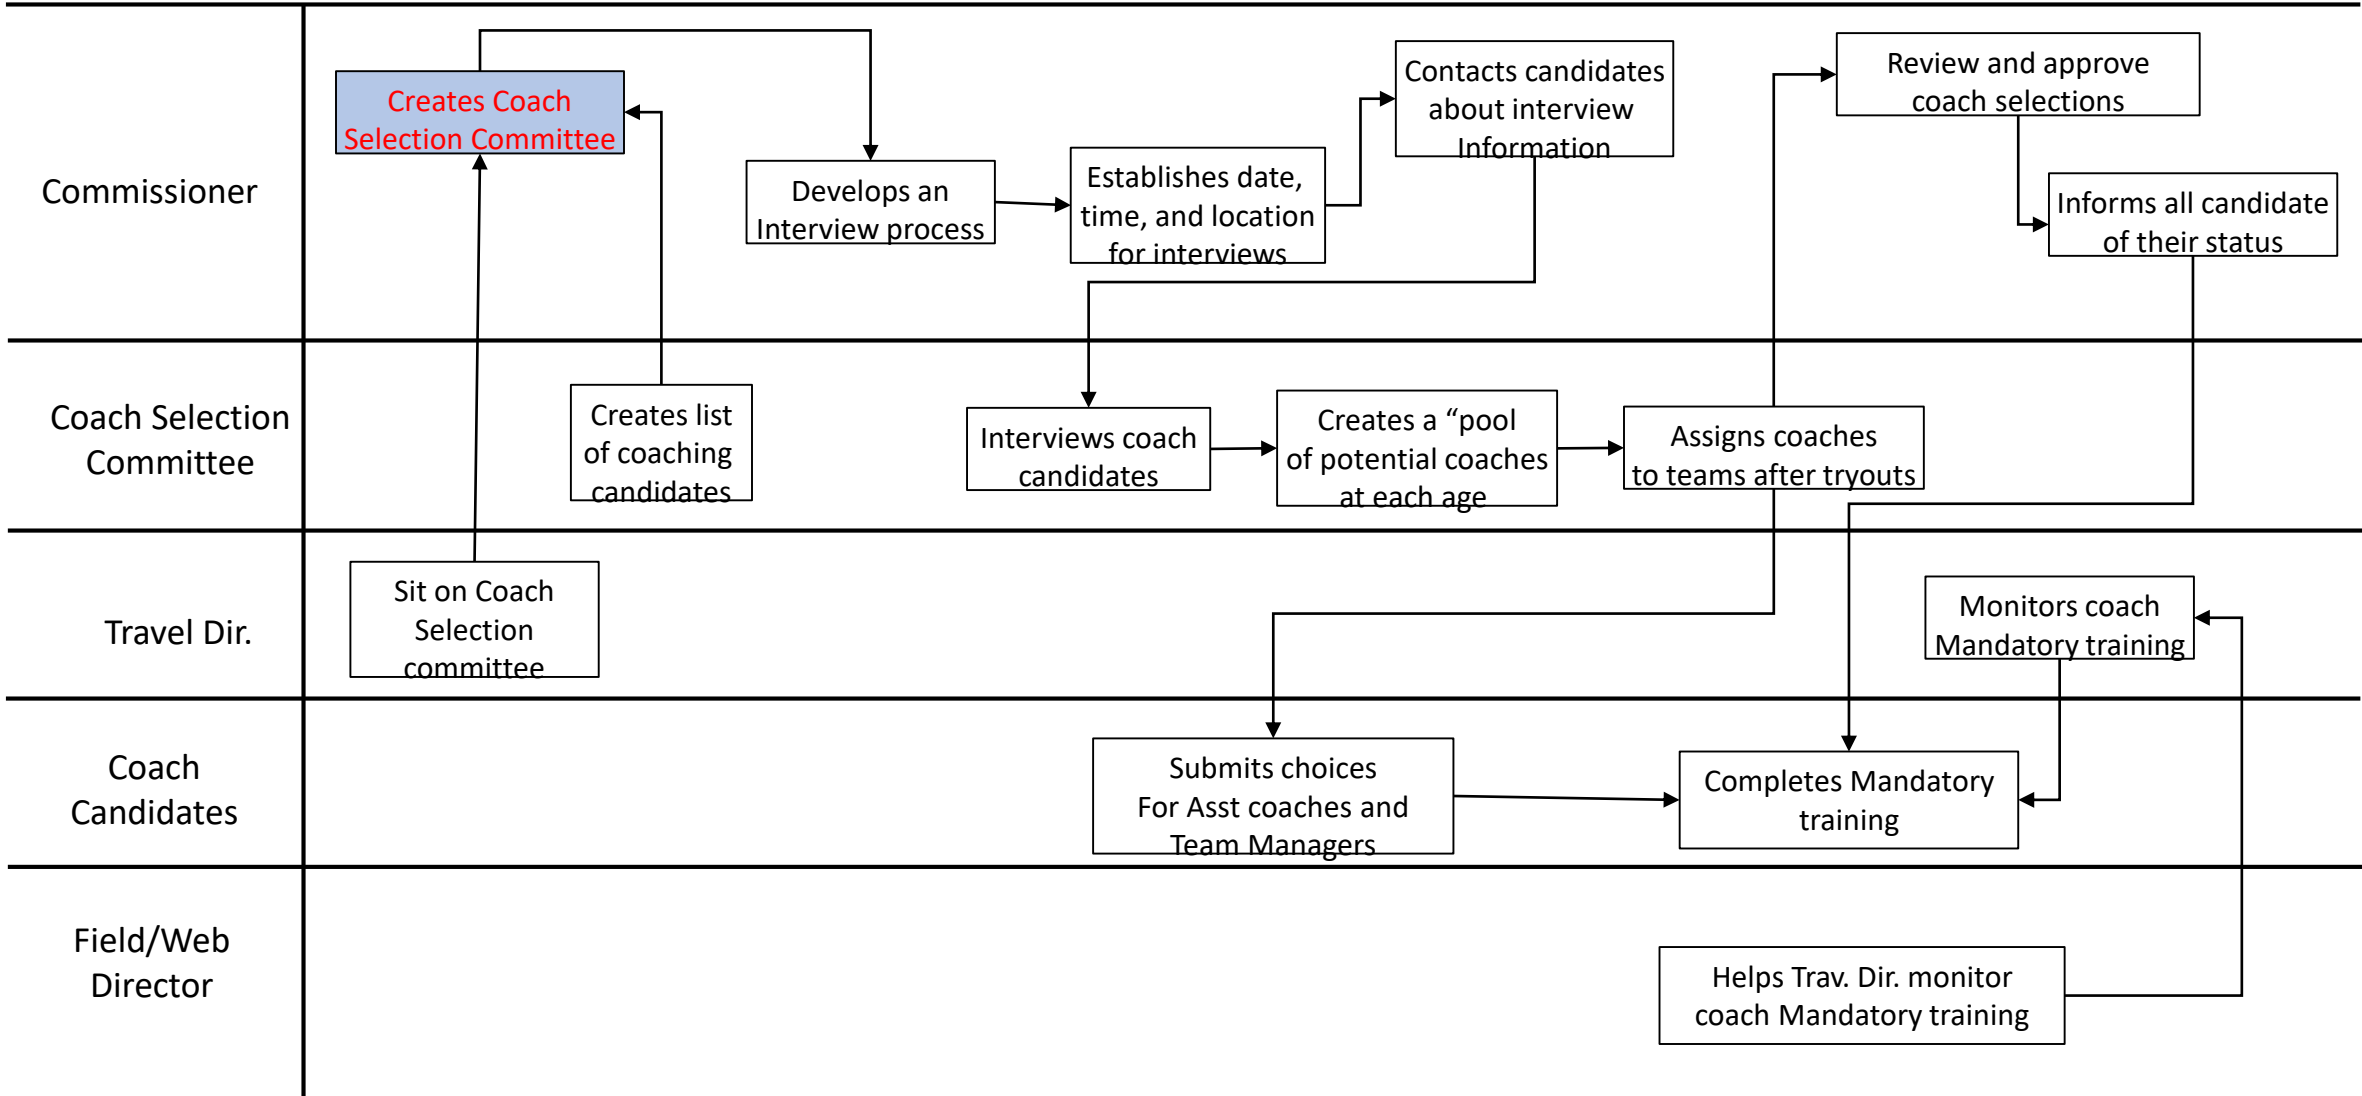 Commissioner
Creates Coach
Selection Committee
Develops an
Interview process
Establishes date,
time, and location
for interviews
Contacts candidates
about interview
Information
Review and approve
coach selections
Informs all candidate
of their status
Coach Selection
Committee
Creates list
of coaching
candidates
Interviews coach
candidates
Creates a “pool
of potential coaches
at each age
Assigns coaches
to teams after tryouts
Travel Dir.
Sit on Coach
Selection
committee
Monitors coach
Mandatory training
Coach
Candidates
Submits choices
For Asst coaches and
Team Managers
Completes Mandatory
training
Field/Web
Director
Helps Trav. Dir. monitor
coach Mandatory training